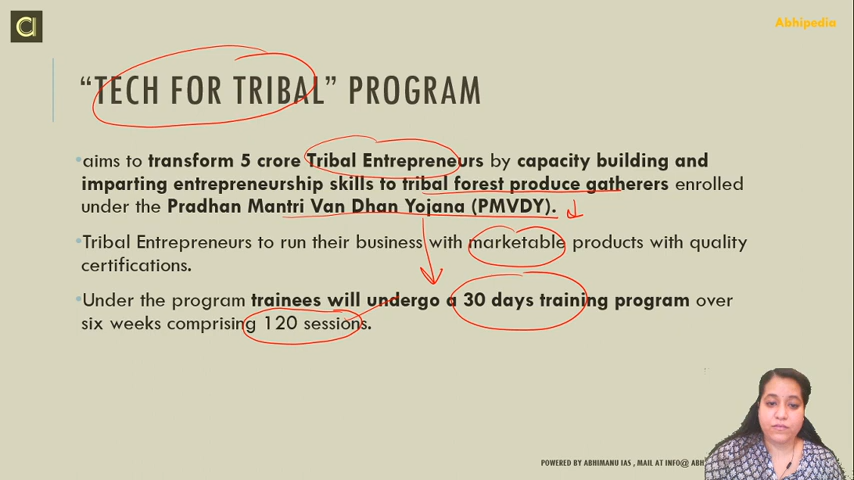 Abhipedia
"TECH FOR TRIBAL" PROGRAM
•aims to transform 5 crore Tribal Entrepreneurs by capacity building and
imparting entrepreneurship skills to tribal forest produce gatherers enrolled
under the Pradhan Mantri Van Dhan Yojana (PMVDY).
•Tribal Entrepreneurs to run their business with marketable products with quality
certifications.
•Under the program trainees will undergo a 30 days training program over
six weeks comprising 120 sessions.
POWERED BY ABHIMANU IAS , MAIL AT INFO@ ABH